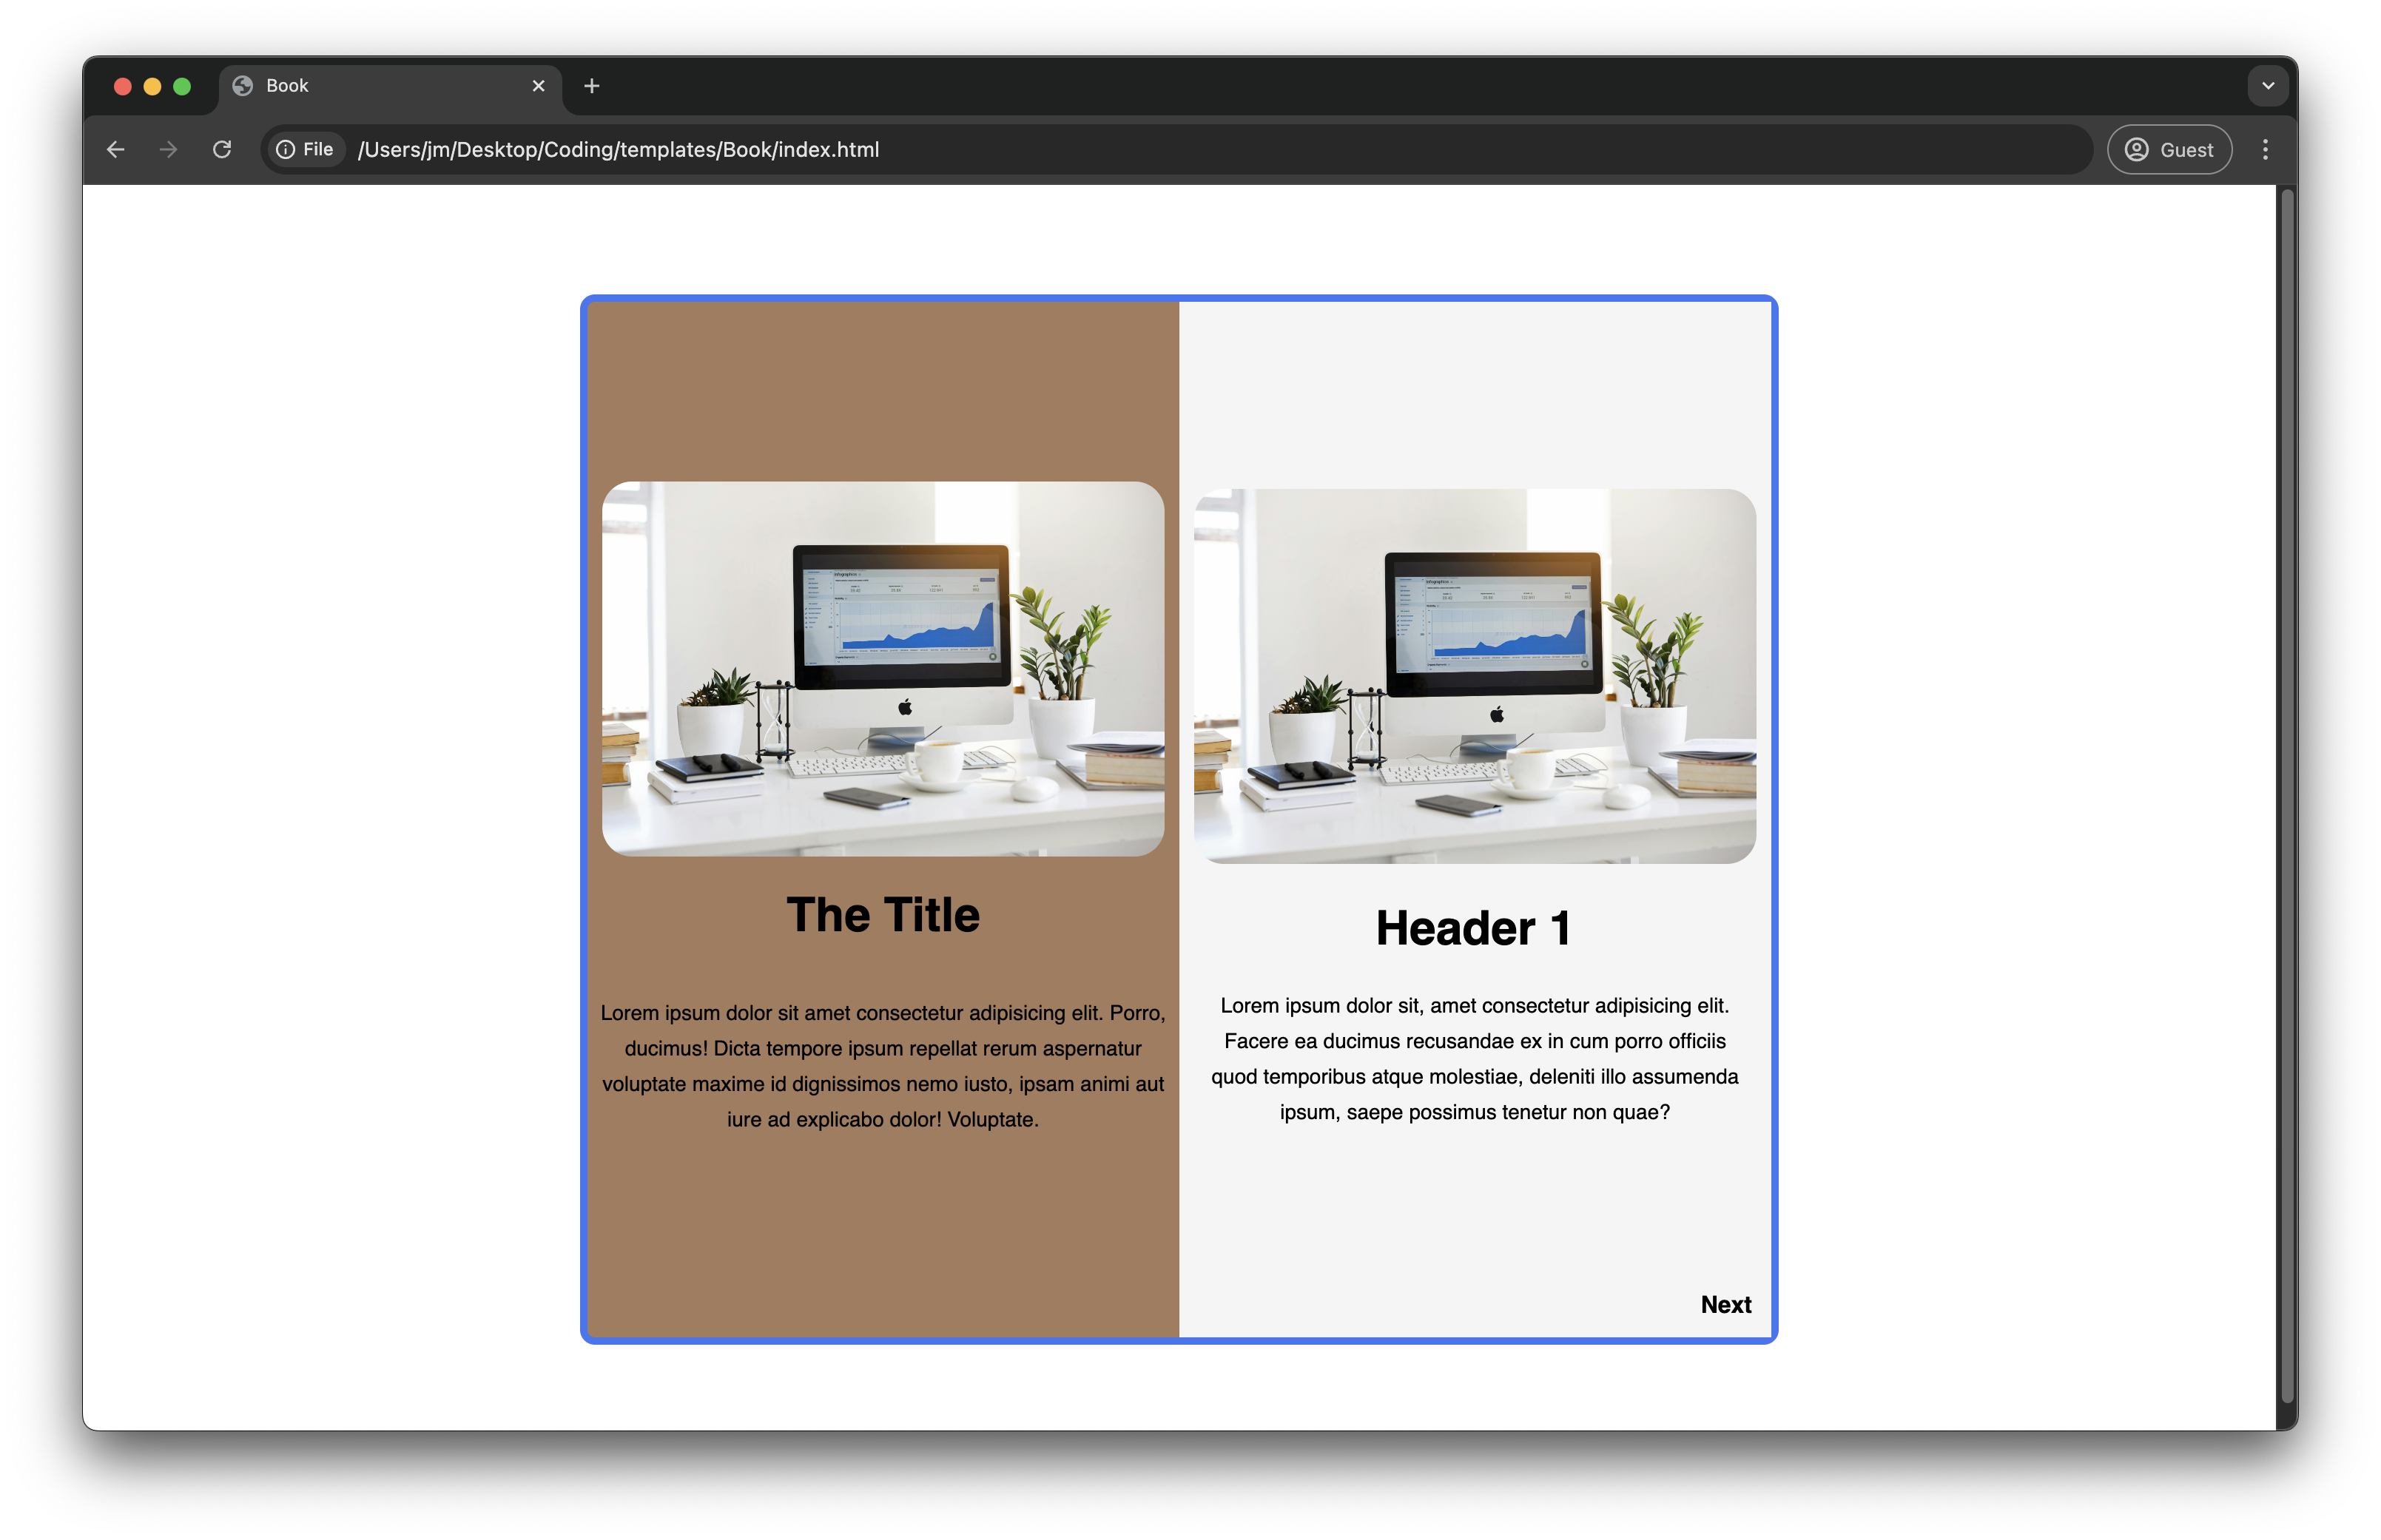 Book
File
/Users/jm/Desktop/Coding/templates/Book/index.html
Guest
The Title
Lorem ipsum dolor sit amet consectetur adipisicing elit. Porro,
ducimus! Dicta tempore ipsum repellat rerum aspernatur
voluptate maxime id dignissimos nemo iusto, ipsam animi aut
iure ad explicabo dolor! Voluptate.
Header 1
Lorem ipsum dolor sit, amet consectetur adipisicing elit.
Facere ea ducimus recusandae ex in cum porro officiis
quod temporibus atque molestiae, deleniti illo assumenda
ipsum, saepe possimus tenetur non quae?
Next